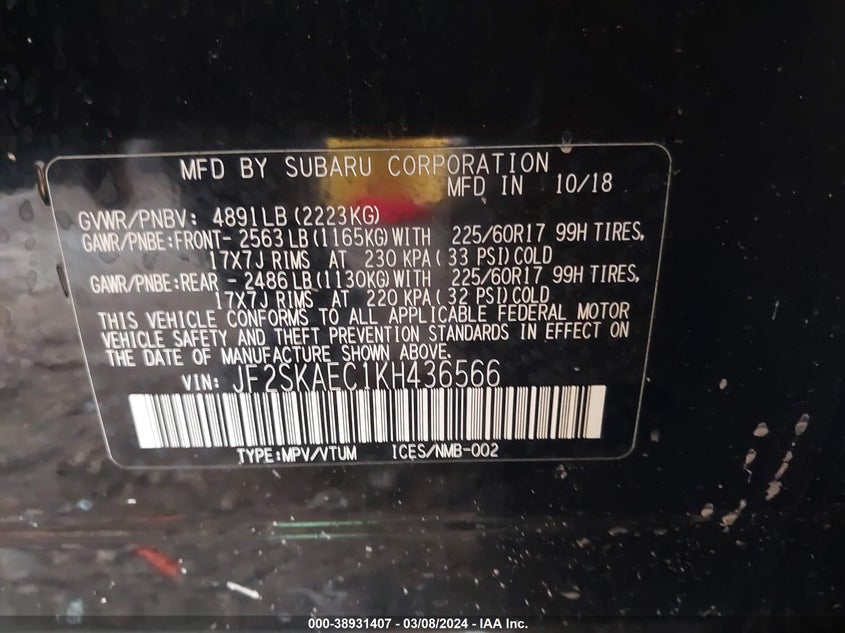 MFD BY SUBARU CORPORATION
MFD IN 10/18
GVWR/PNBV: 4891LB (2223KG)
GAWR/PNBE:FRONT- 2563 LB (1165KG) WITH 225/60R17 99H TIRES,
17X7J RIMS AT 230 KPA( 33 PSI) COLD
GAWR/PNBE:REAR - 2486 LB (1130KG) WITH 225/60R17 99H TIRES,
17X7J RIMS AT 220 KPA( 32 PSI) COLD
THIS VEHICLE CONFORMS TO ALL APPLICABLE FEDERAL MOTOR
VEHICLE SAFETY AND THEFT PREVENTION STANDARDS IN EFFECT ON
THE DATE OF MANUFACTURE SHOWN ABOVE.
VIN: JF2SKAEC1KH436566
TYPE:MPV/VTUM ICES/NMB-002
000-38931407 - 03/08/2024 - IAA Inc.